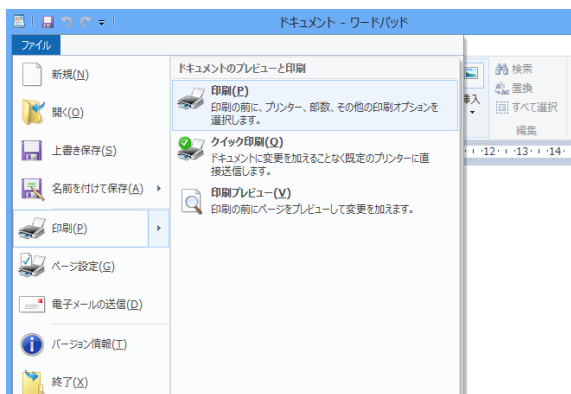 ドキュメント - ワードパッド
ファイル
新規(N)
開く(O)
上書き保存(S)
名前を付けて保存(A)
印刷(P)
ページ設定(G)
電子メールの送信(D)
バージョン情報(T)
終了(X)
ドキュメントのプレビューと印刷
印刷(P)
印刷の前に、プリンター、部数、その他の印刷オプションを
選択します。
クイック印刷(Q)
ドキュメントに変更を加えることなく既定のプリンターに直
接送信します。
印刷プレビュー(V)
印刷の前にページをプレビューして変更を加えます。
挿入
検索
置換
すべて選択
編集
12 13 14